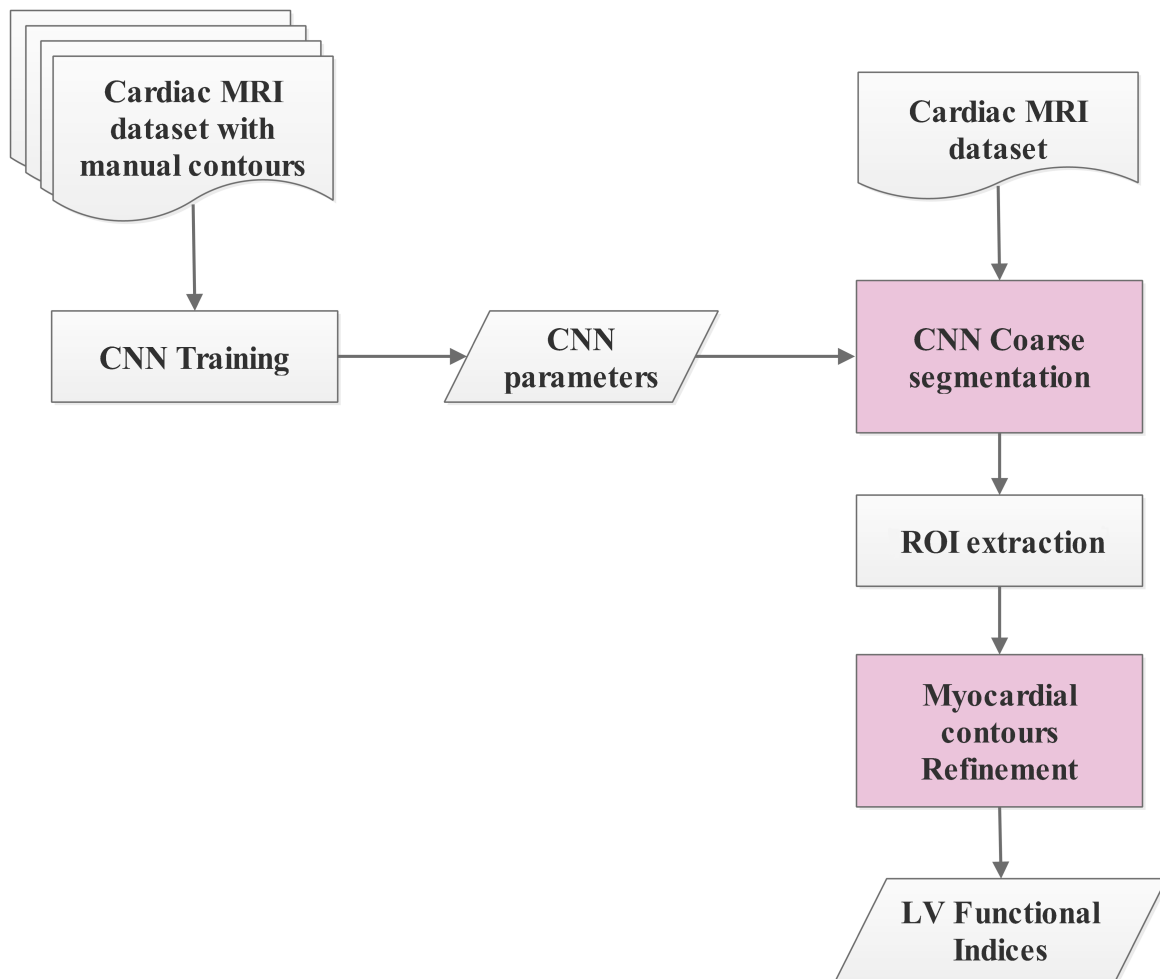 Cardiac MRI
dataset with
manual contours
Cardiac MRI
dataset
CNN Training
CNN
parameters
CNN Coarse
segmentation
ROI extraction
Myocardial
contours
Refinement
LV Functional
Indices